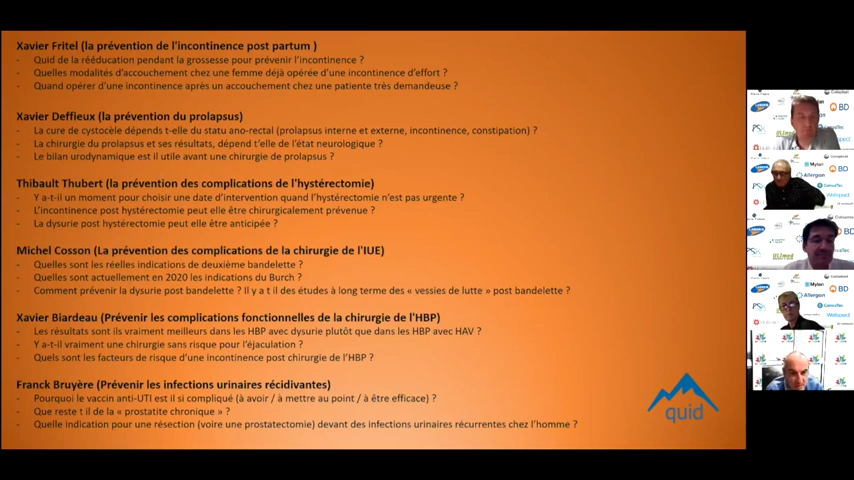 Xavier Fritel (la prévention de l'incontinence post partum )
- Quid de la rééducation pendant la grossesse pour prévenir l'incontinence ?
- Quelles modalités d'accouchement chez une femme déjà opérée d'une incontinence d'effort ?
- Quand opérer d'une incontinence après un accouchement chez une patiente très demandeuse ?
Xavier Deffieux (la prévention du prolapsus)
- La cure de cystocèle dépends t-elle du statu ano-rectal (prolapsus interne et externe, incontinence, constipation) ?
- La chirurgie du prolapsus et ses résultats, dépend t'elle de l'état neurologique ?
- Le bilan urodynamique est il utile avant une chirurgie de prolapsus ?
Thibault Thubert (la prévention des complications de l'hystérectomie)
- Y a-t-il un moment pour choisir une date d'intervention quand l'hystérectomie n'est pas urgente ?
- L'incontinence post hystérectomie peut elle être chirurgicalement prévenue ?
- La dysurie post hystérectomie peut elle être anticipée ?
Michel Cosson (La prévention des complications de la chirurgie de l'IUE)
- Quelles sont les réelles indications de deuxième bandelette ?
- Quelles sont actuellement en 2020 les indications du Burch ?
- Comment prévenir la dysurie post bandelette ? Il y a t il des études à long terme des « vessies de lutte » post bandelette ?
Xavier Biardeau (Prévenir les complications fonctionnelles de la chirurgie de l'HBP)
- Les résultats sont ils vraiment meilleurs dans les HBP avec dysurie plutôt que dans les HBP avec HAV ?
- Y a-t-il vraiment une chirurgie sans risque pour l'éjaculation ?
- Quels sont les facteurs de risque d'une incontinence post chirurgie de l'HBP ?
Franck Bruyère (Prévenir les infections urinaires récidivantes)
- Pourquoi le vaccin anti-UTI est il si compliqué (à avoir / à mettre au point / à être efficace) ?
- Que reste t il de la « prostatite chronique » ?
- Quelle indication pour une résection (voire une prostatectomie) devant des infections urinaires récurrentes chez l'homme ?
quid
Coloplast
BD
Mylan
Allergan